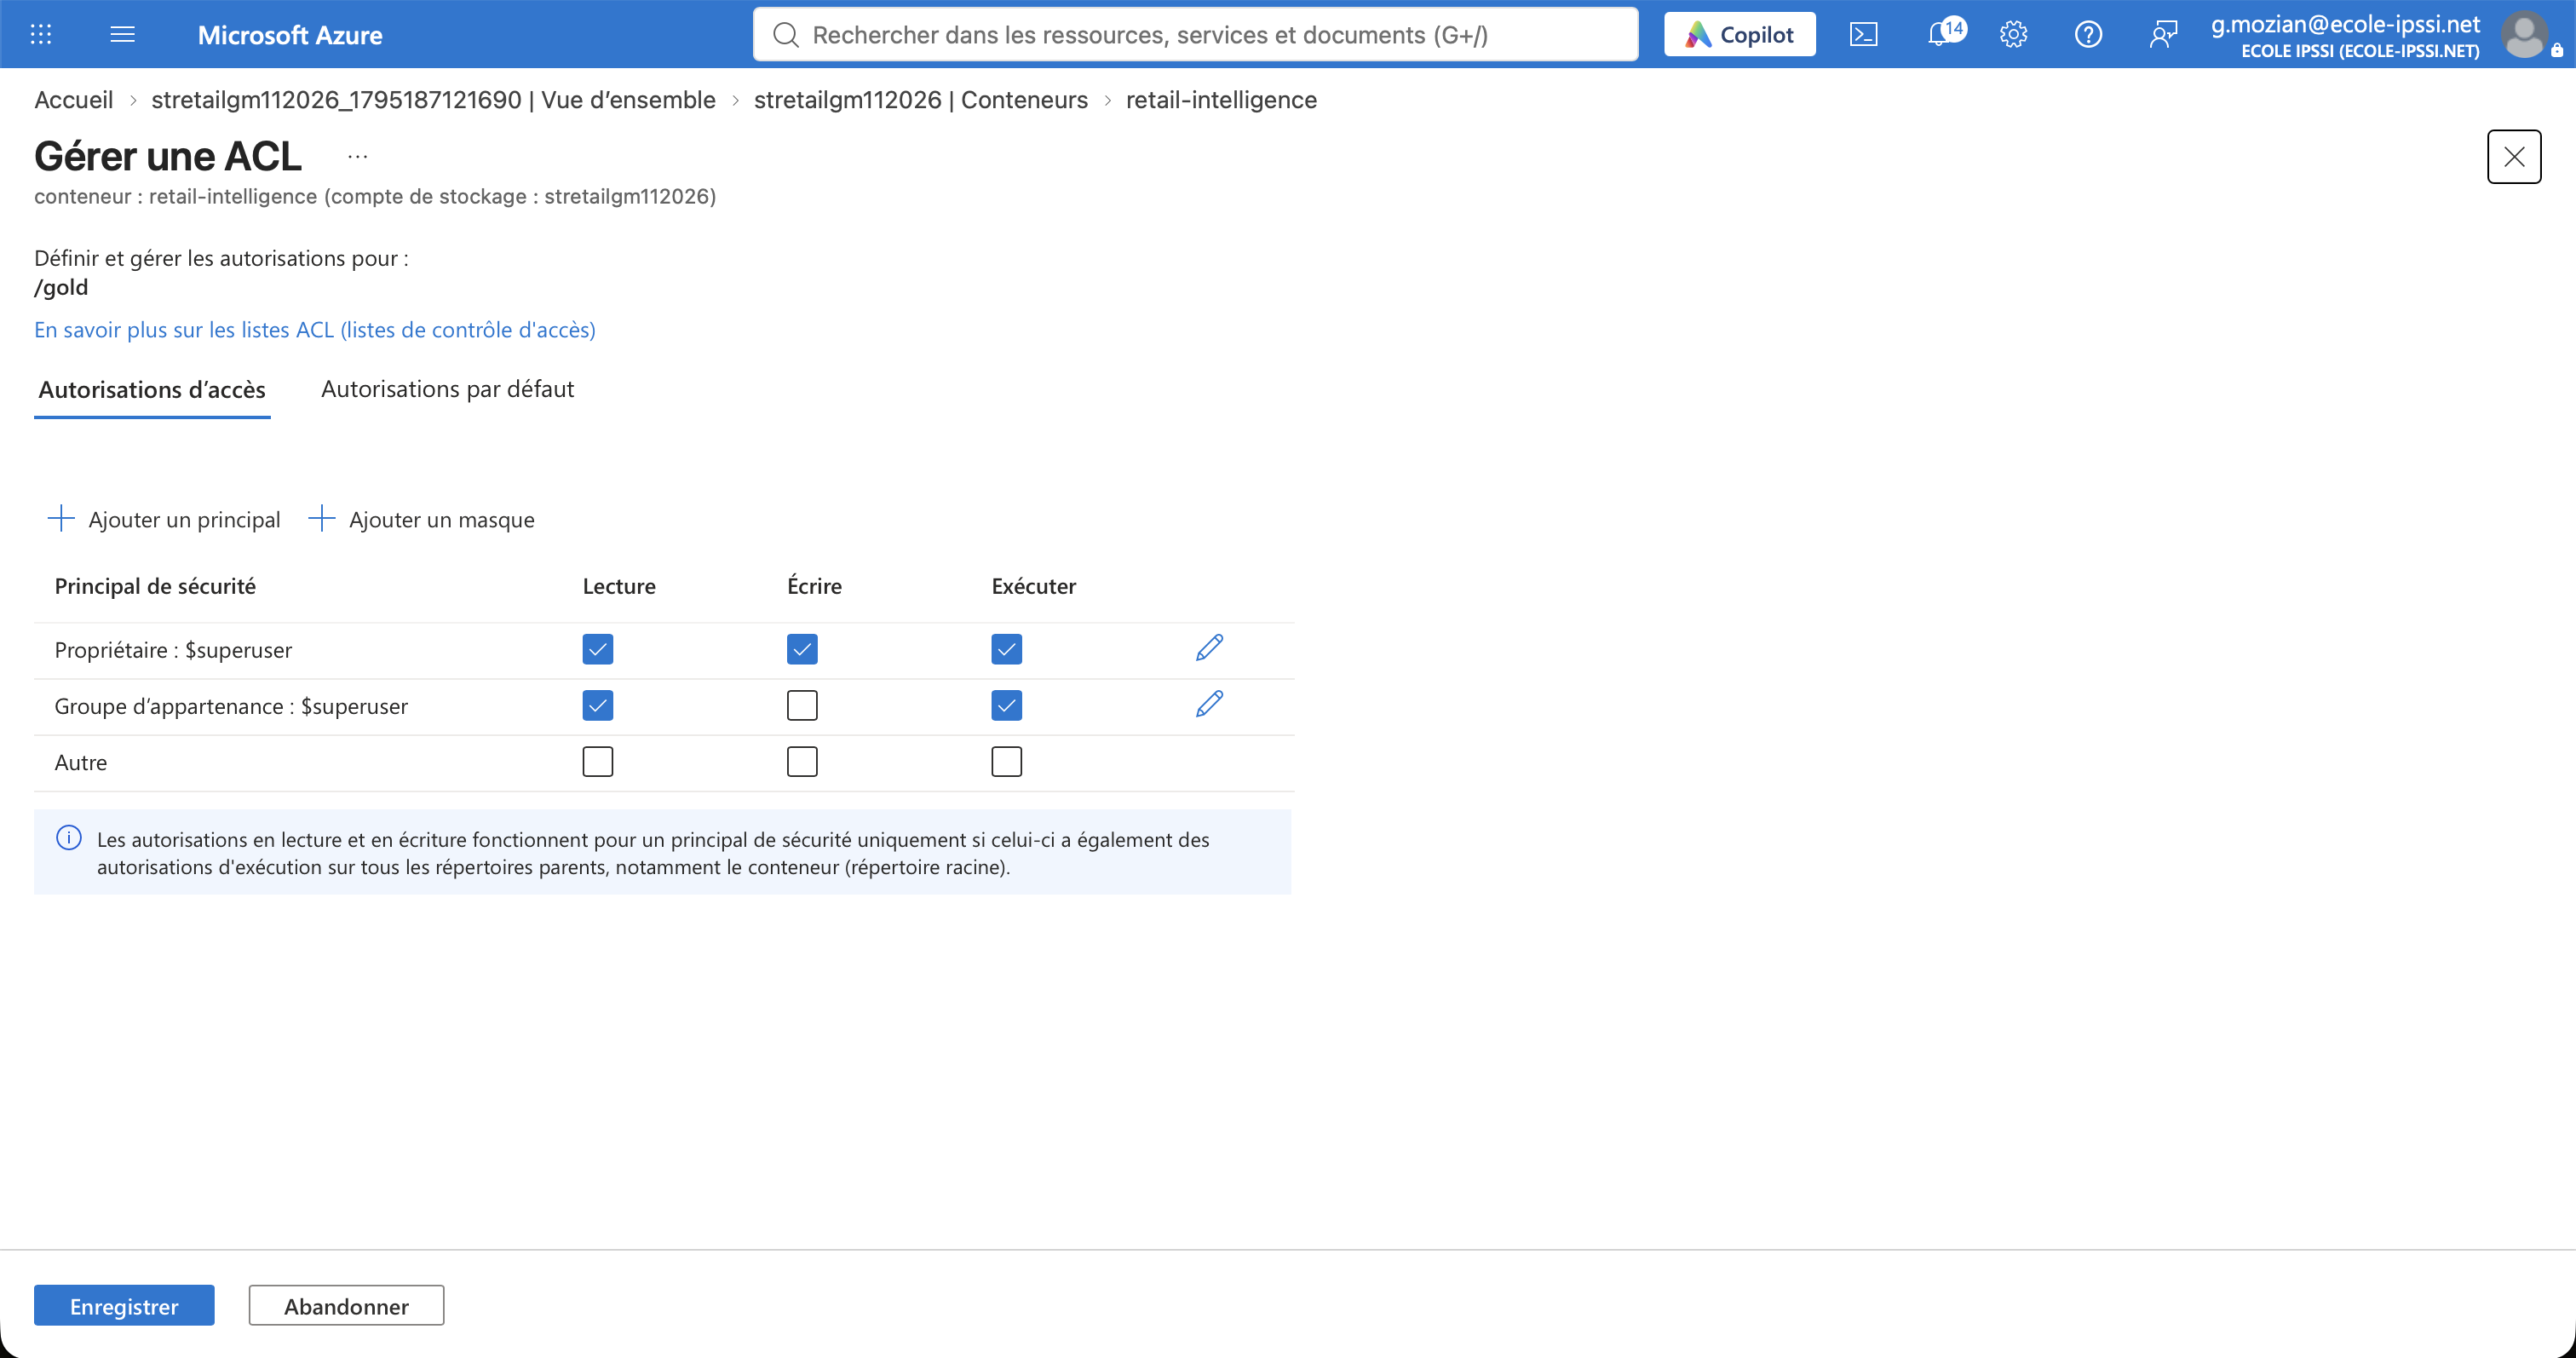 Microsoft Azure
Rechercher dans les ressources, services et documents (G+/)
Copilot
14
g.mozian@ecole-ipssi.net
ECOLE IPSSI (ECOLE-IPSSI.NET)
Accueil > stretailgm112026_1795187121690 | Vue d’ensemble > stretailgm112026 | Conteneurs > retail-intelligence
Gérer une ACL ...
conteneur : retail-intelligence (compte de stockage : stretailgm112026)
Définir et gérer les autorisations pour :
/gold
En savoir plus sur les listes ACL (listes de contrôle d'accès)
Autorisations d’accès Autorisations par défaut
Ajouter un principal Ajouter un masque
Principal de sécurité Lecture Écrire Exécuter
Propriétaire : $superuser
Groupe d’appartenance : $superuser
Autre
Les autorisations en lecture et en écriture fonctionnent pour un principal de sécurité uniquement si celui-ci a également des
autorisations d'exécution sur tous les répertoires parents, notamment le conteneur (répertoire racine).
Enregistrer Abandonner